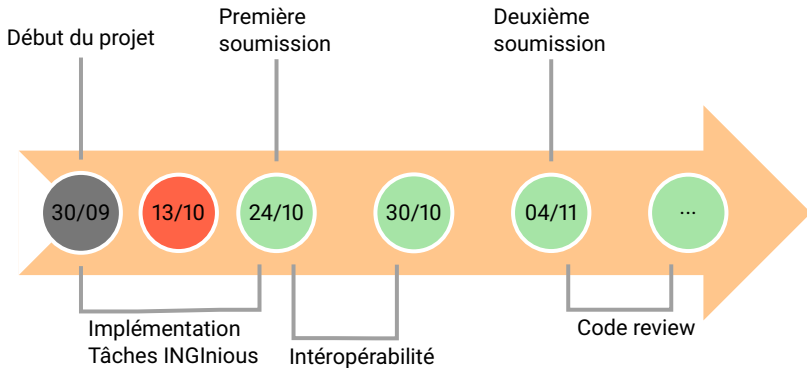 Début du projet
Première
soumission
Deuxième
soumission
30/09
13/10
24/10
30/10
04/11
...
Implémentation
Tâches INGInious
Intéropérabilité
Code review